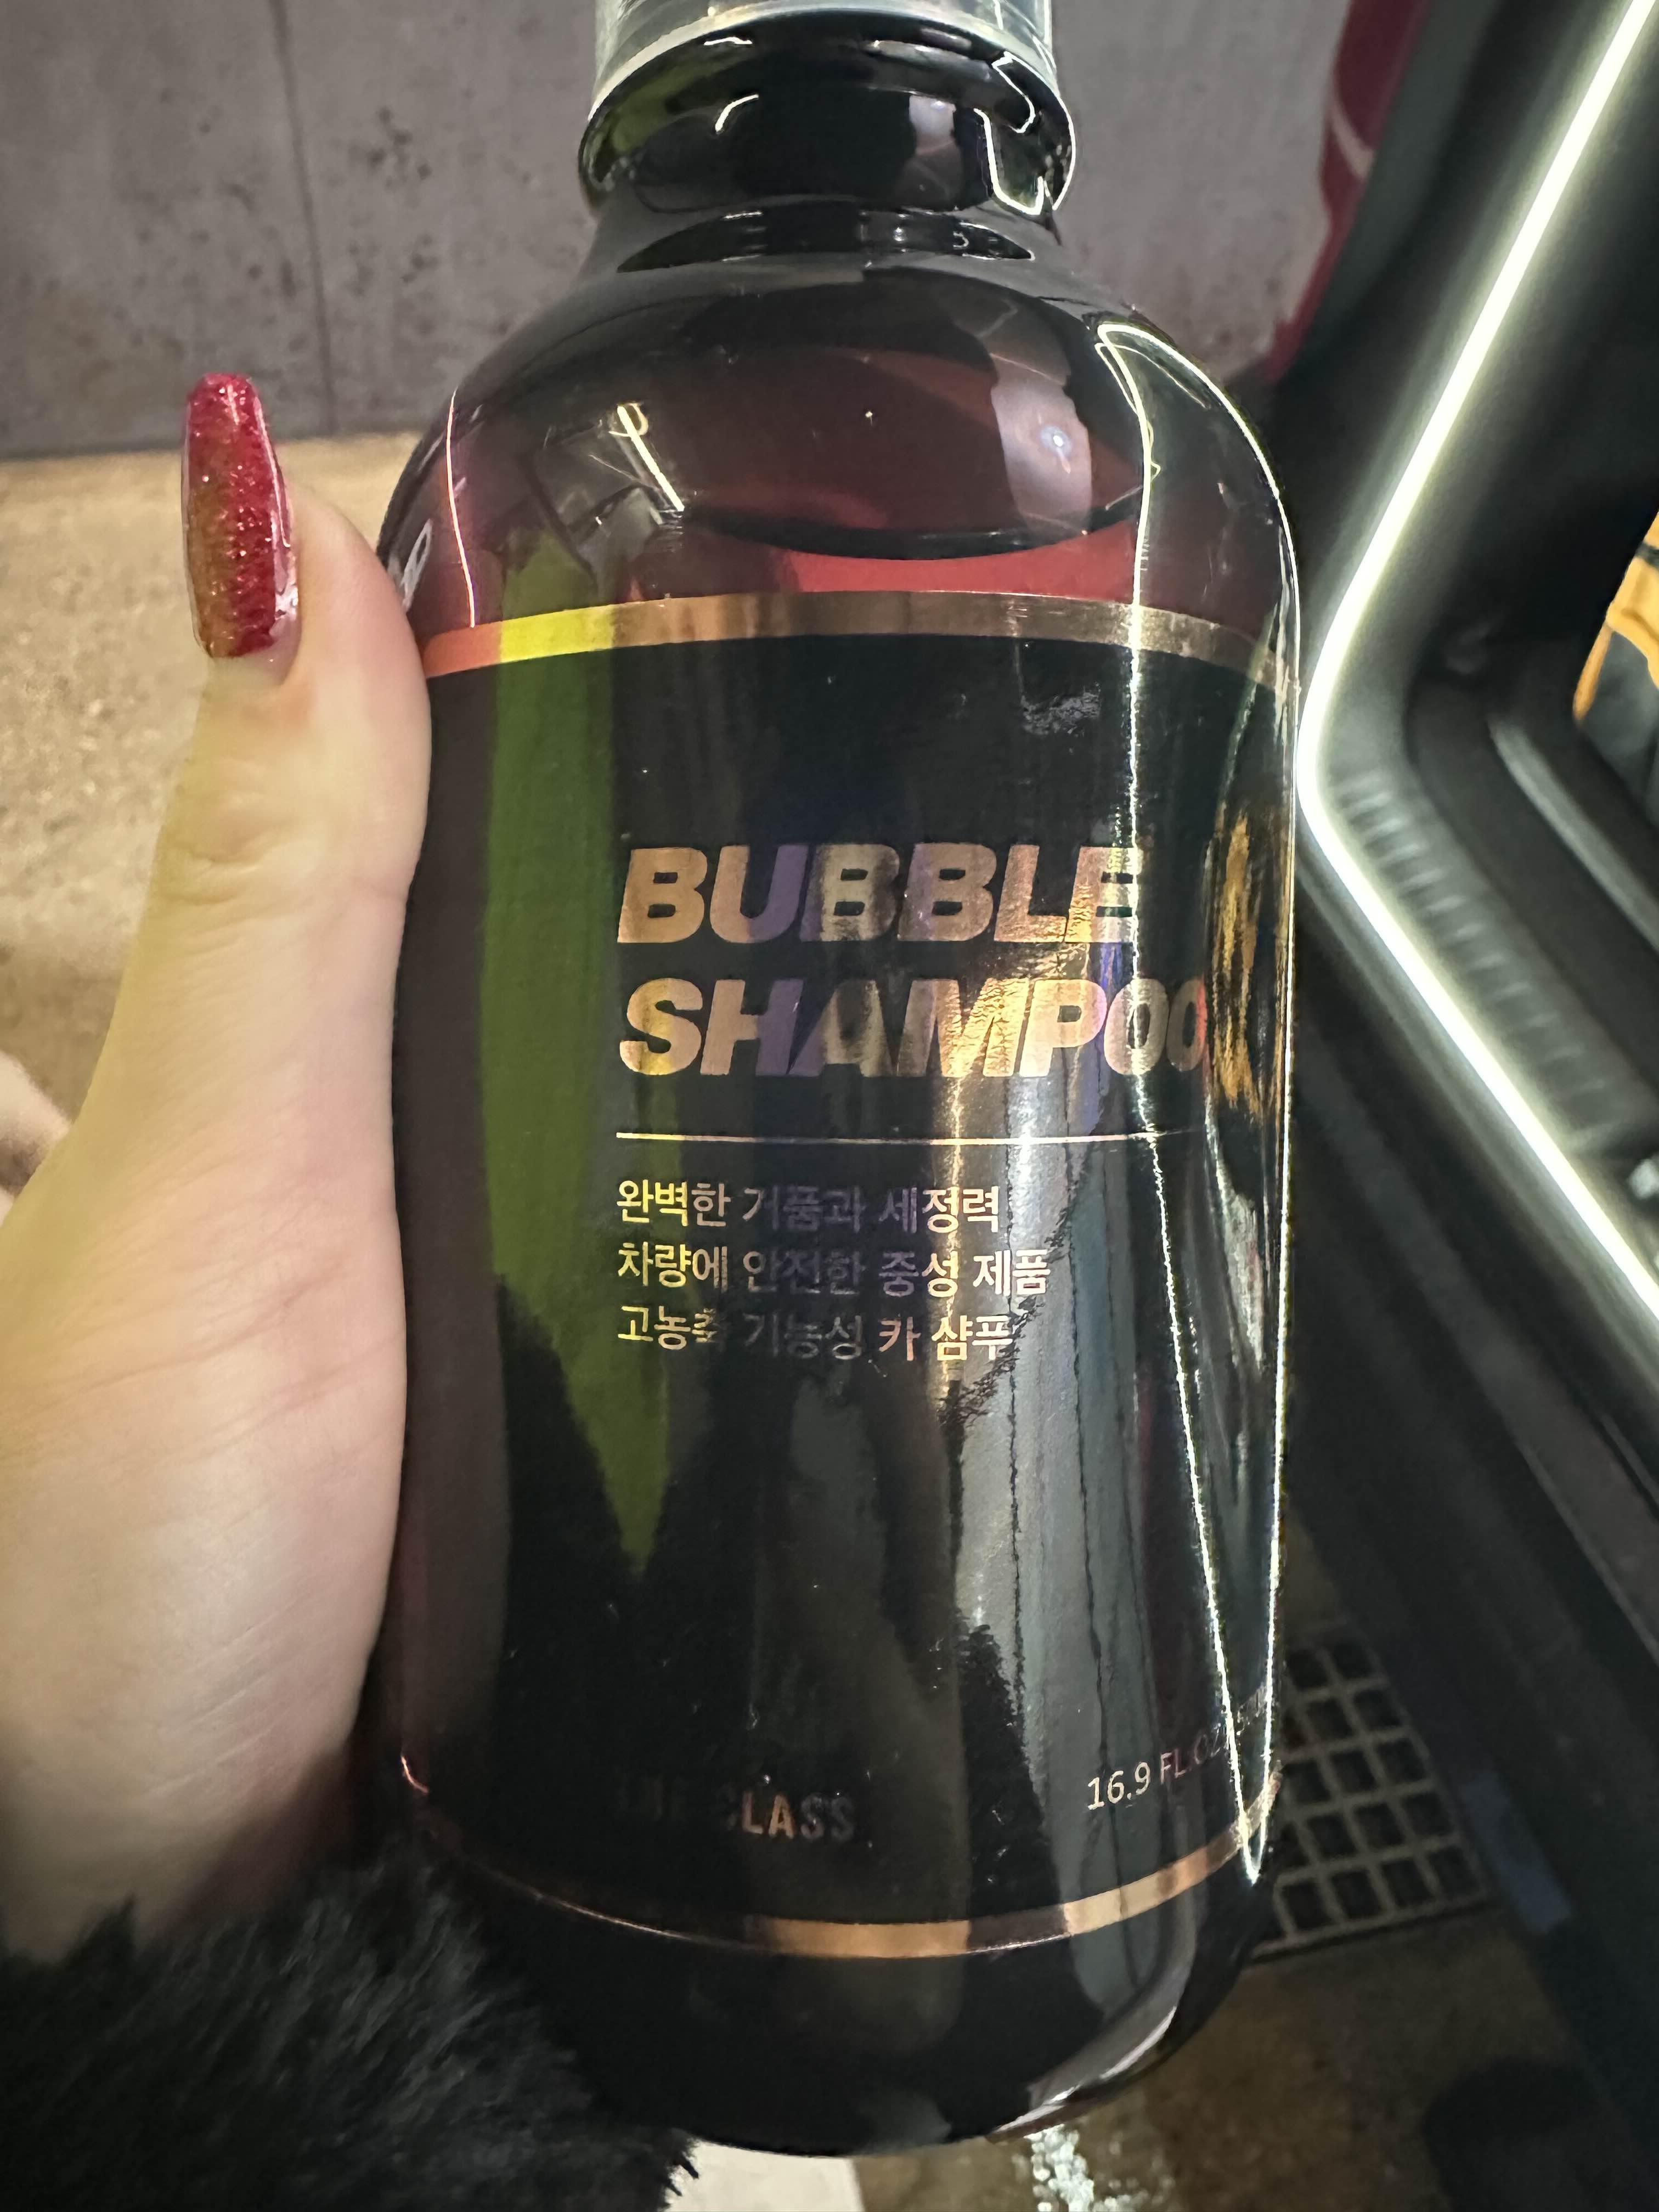 BUBBLE
SHAMPOO
완벽한 거품과 세정력
차량에 안전한 중성 제품
고농축 기능성 카 샴푸
16.9 FL.OZ